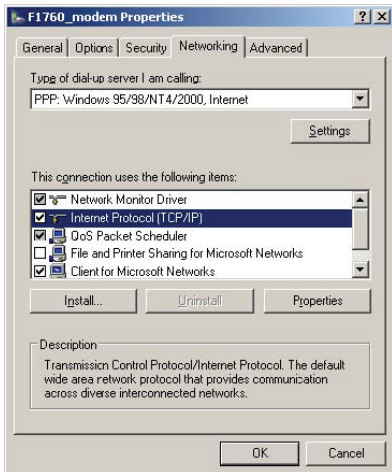 F1760_modem Properties
General Options Security Networking Advanced
Type of dial-up server I am calling:
PPP: Windows 95/98/NT4/2000, Internet
Settings
This connection uses the following items:
Network Monitor Driver
Internet Protocol (TCP/IP)
QoS Packet Scheduler
File and Printer Sharing for Microsoft Networks
Client for Microsoft Networks
Install... Uninstall Properties
Description
Transmission Control Protocol/Internet Protocol. The default
wide area network protocol that provides communication
across diverse interconnected networks.
OK Cancel